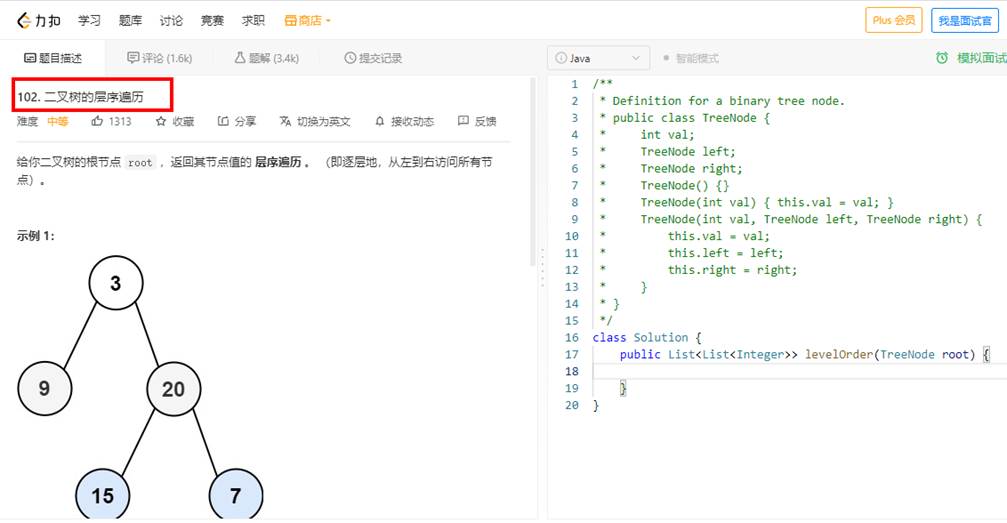 力扣 学习 题库 讨论 竞赛 求职 商店 Plus 会员 我是面试官
题目描述 评论 (1.6k) 题解 (3.4k) 提交记录 Java 智能模式 模拟面试
102. 二叉树的层序遍历
难度 中等 1313 收藏 分享 切换为英文 接收动态 反馈
给你二叉树的根节点 root ，返回其节点值的 层序遍历 。 （即逐层地，从左到右访问所有节
点）。
示例 1：
3
9
20
15
7
1 /**
2 * Definition for a binary tree node.
3 * public class TreeNode {
4 *     int val;
5 *     TreeNode left;
6 *     TreeNode right;
7 *     TreeNode() {}
8 *     TreeNode(int val) { this.val = val; }
9 *     TreeNode(int val, TreeNode left, TreeNode right) {
10 *         this.val = val;
11 *         this.left = left;
12 *         this.right = right;
13 *     }
14 * }
15 */
16 class Solution {
17     public List<List<Integer>> levelOrder(TreeNode root) {
18
19     }
20 }